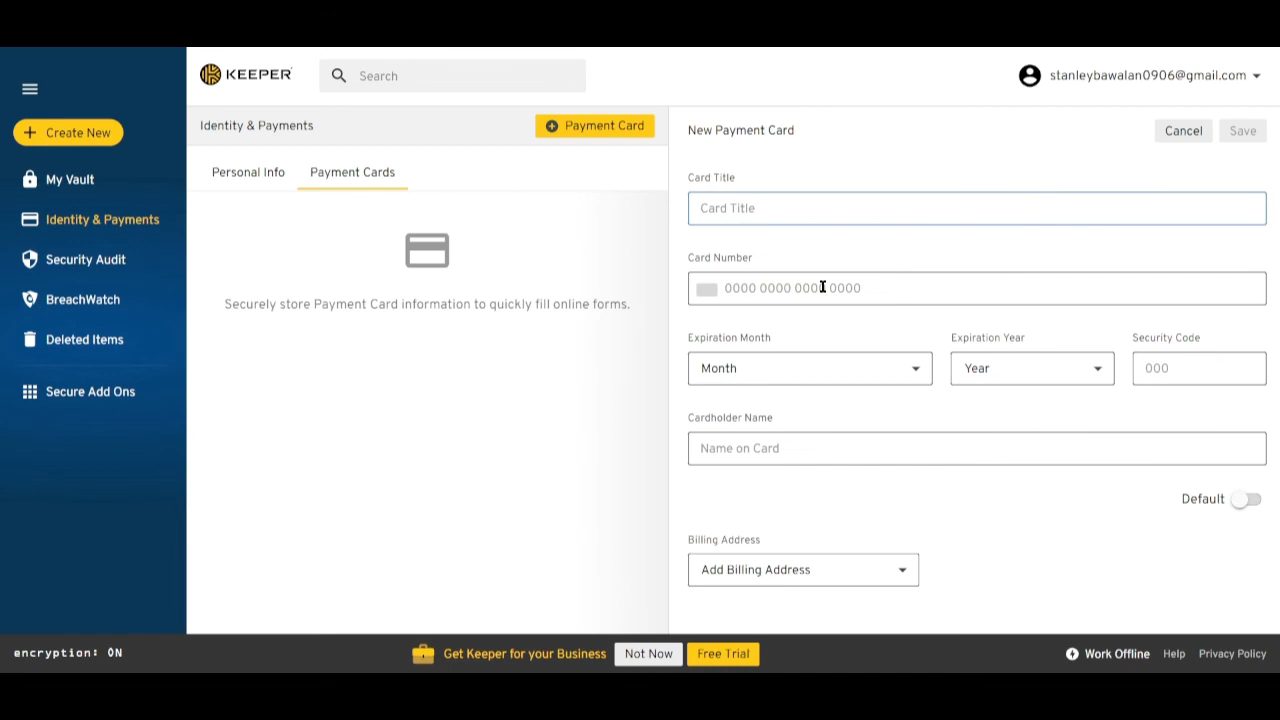 KEEPER
Search
stanleybawalan0906@gmail.com
Create New
My Vault
Identity & Payments
Security Audit
BreachWatch
Deleted Items
Secure Add Ons
Identity & Payments
Payment Card
Personal Info
Payment Cards
Securely store Payment Card information to quickly fill online forms.
New Payment Card
Cancel
Save
Card Title
Card Title
Card Number
0000 0000 0000 0000
Expiration Month
Expiration Year
Security Code
Month
Year
000
Cardholder Name
Name on Card
Default
Billing Address
Add Billing Address
encryption: ON
Get Keeper for your Business
Not Now
Free Trial
Work Offline
Help
Privacy Policy